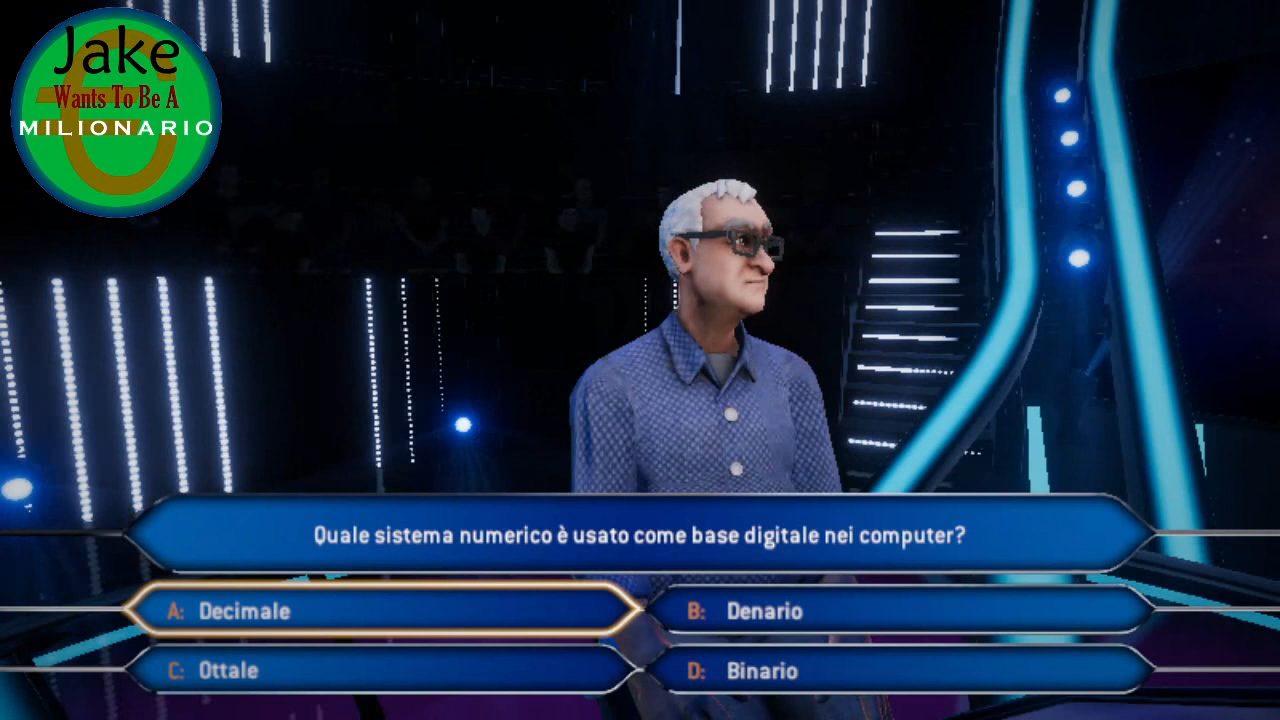 Jake
Wants To Be A
MILIONARIO
Quale sistema numerico è usato come base digitale nei computer?
A: Decimale
B: Denario
C: Ottale
D: Binario